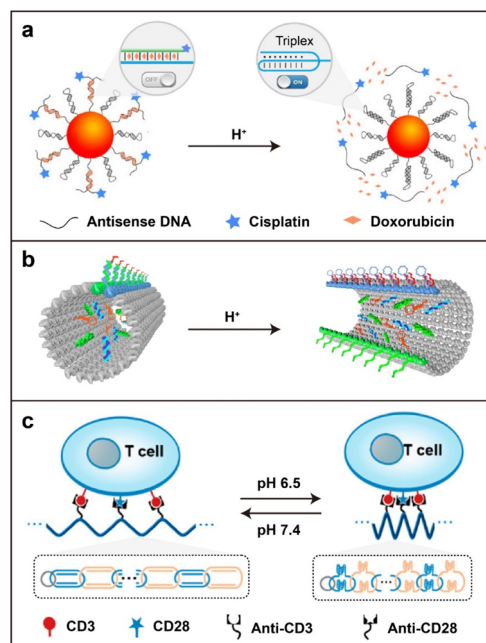 a
OFF
Triplex
ON
H⁺
Antisense DNA
Cisplatin
Doxorubicin
b
H⁺
c
T cell
pH 6.5
pH 7.4
T cell
CD3
CD28
Anti-CD3
Anti-CD28